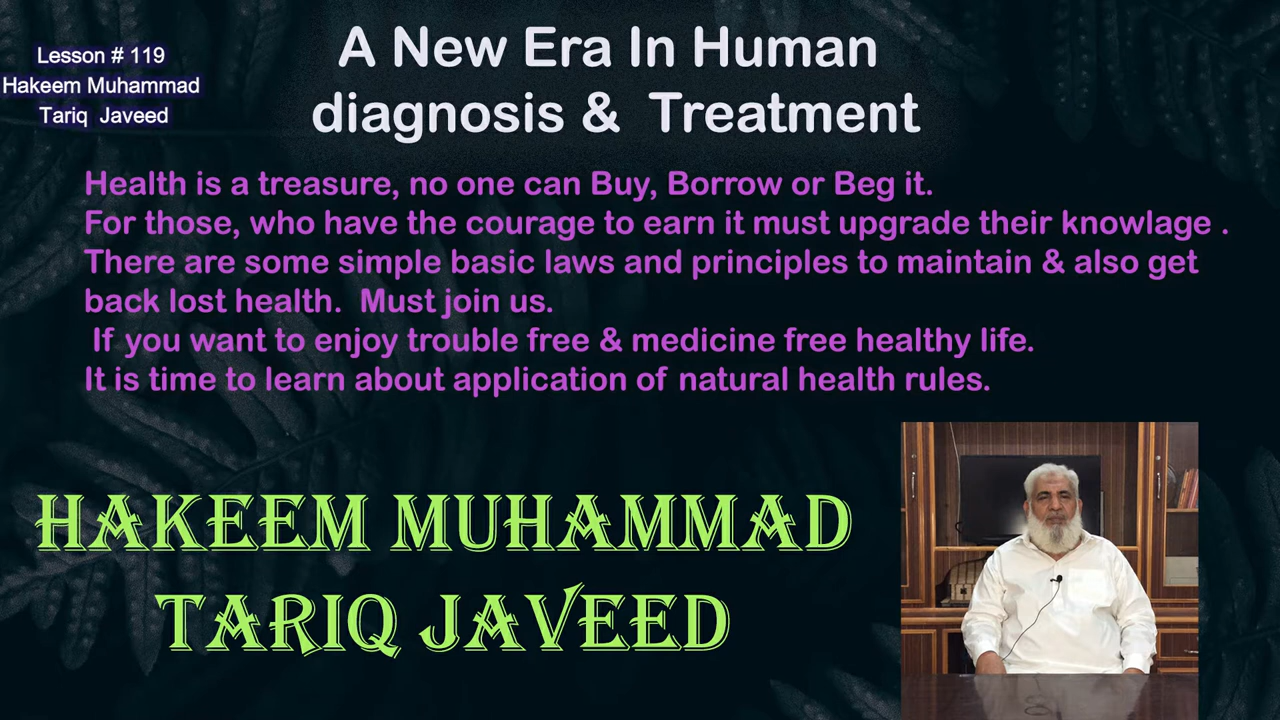 Lesson # 119
Hakeem Muhammad
Tariq Javeed
A New Era In Human
diagnosis & Treatment
Health is a treasure, no one can Buy, Borrow or Beg it.
For those, who have the courage to earn it must upgrade their knowlage .
There are some simple basic laws and principles to maintain & also get
back lost health. Must join us.
If you want to enjoy trouble free & medicine free healthy life.
It is time to learn about application of natural health rules.
HAKEEM MUHAMMAD
TARIQ JAVEED